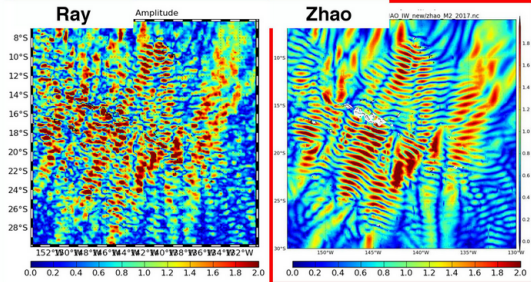 Ray
Amplitude
8°S
10°S
12°S
14°S
16°S
18°S
20°S
22°S
24°S
26°S
28°S
0.0 0.2 0.4 0.6 0.8 1.0 1.2 1.4 1.6 1.8 2.0
Zhao
IAO_IW_new/zhao_M2_2017.nc
10°S
15°S
20°S
25°S
30°S
150°W 145°W 140°W 135°W 130°W
1.8
1.6
1.4
1.2
1.0
0.8
0.6
0.4
0.2
0.0
0.0 0.2 0.4 0.6 0.8 1.0 1.2 1.4 1.6 1.8 2.0